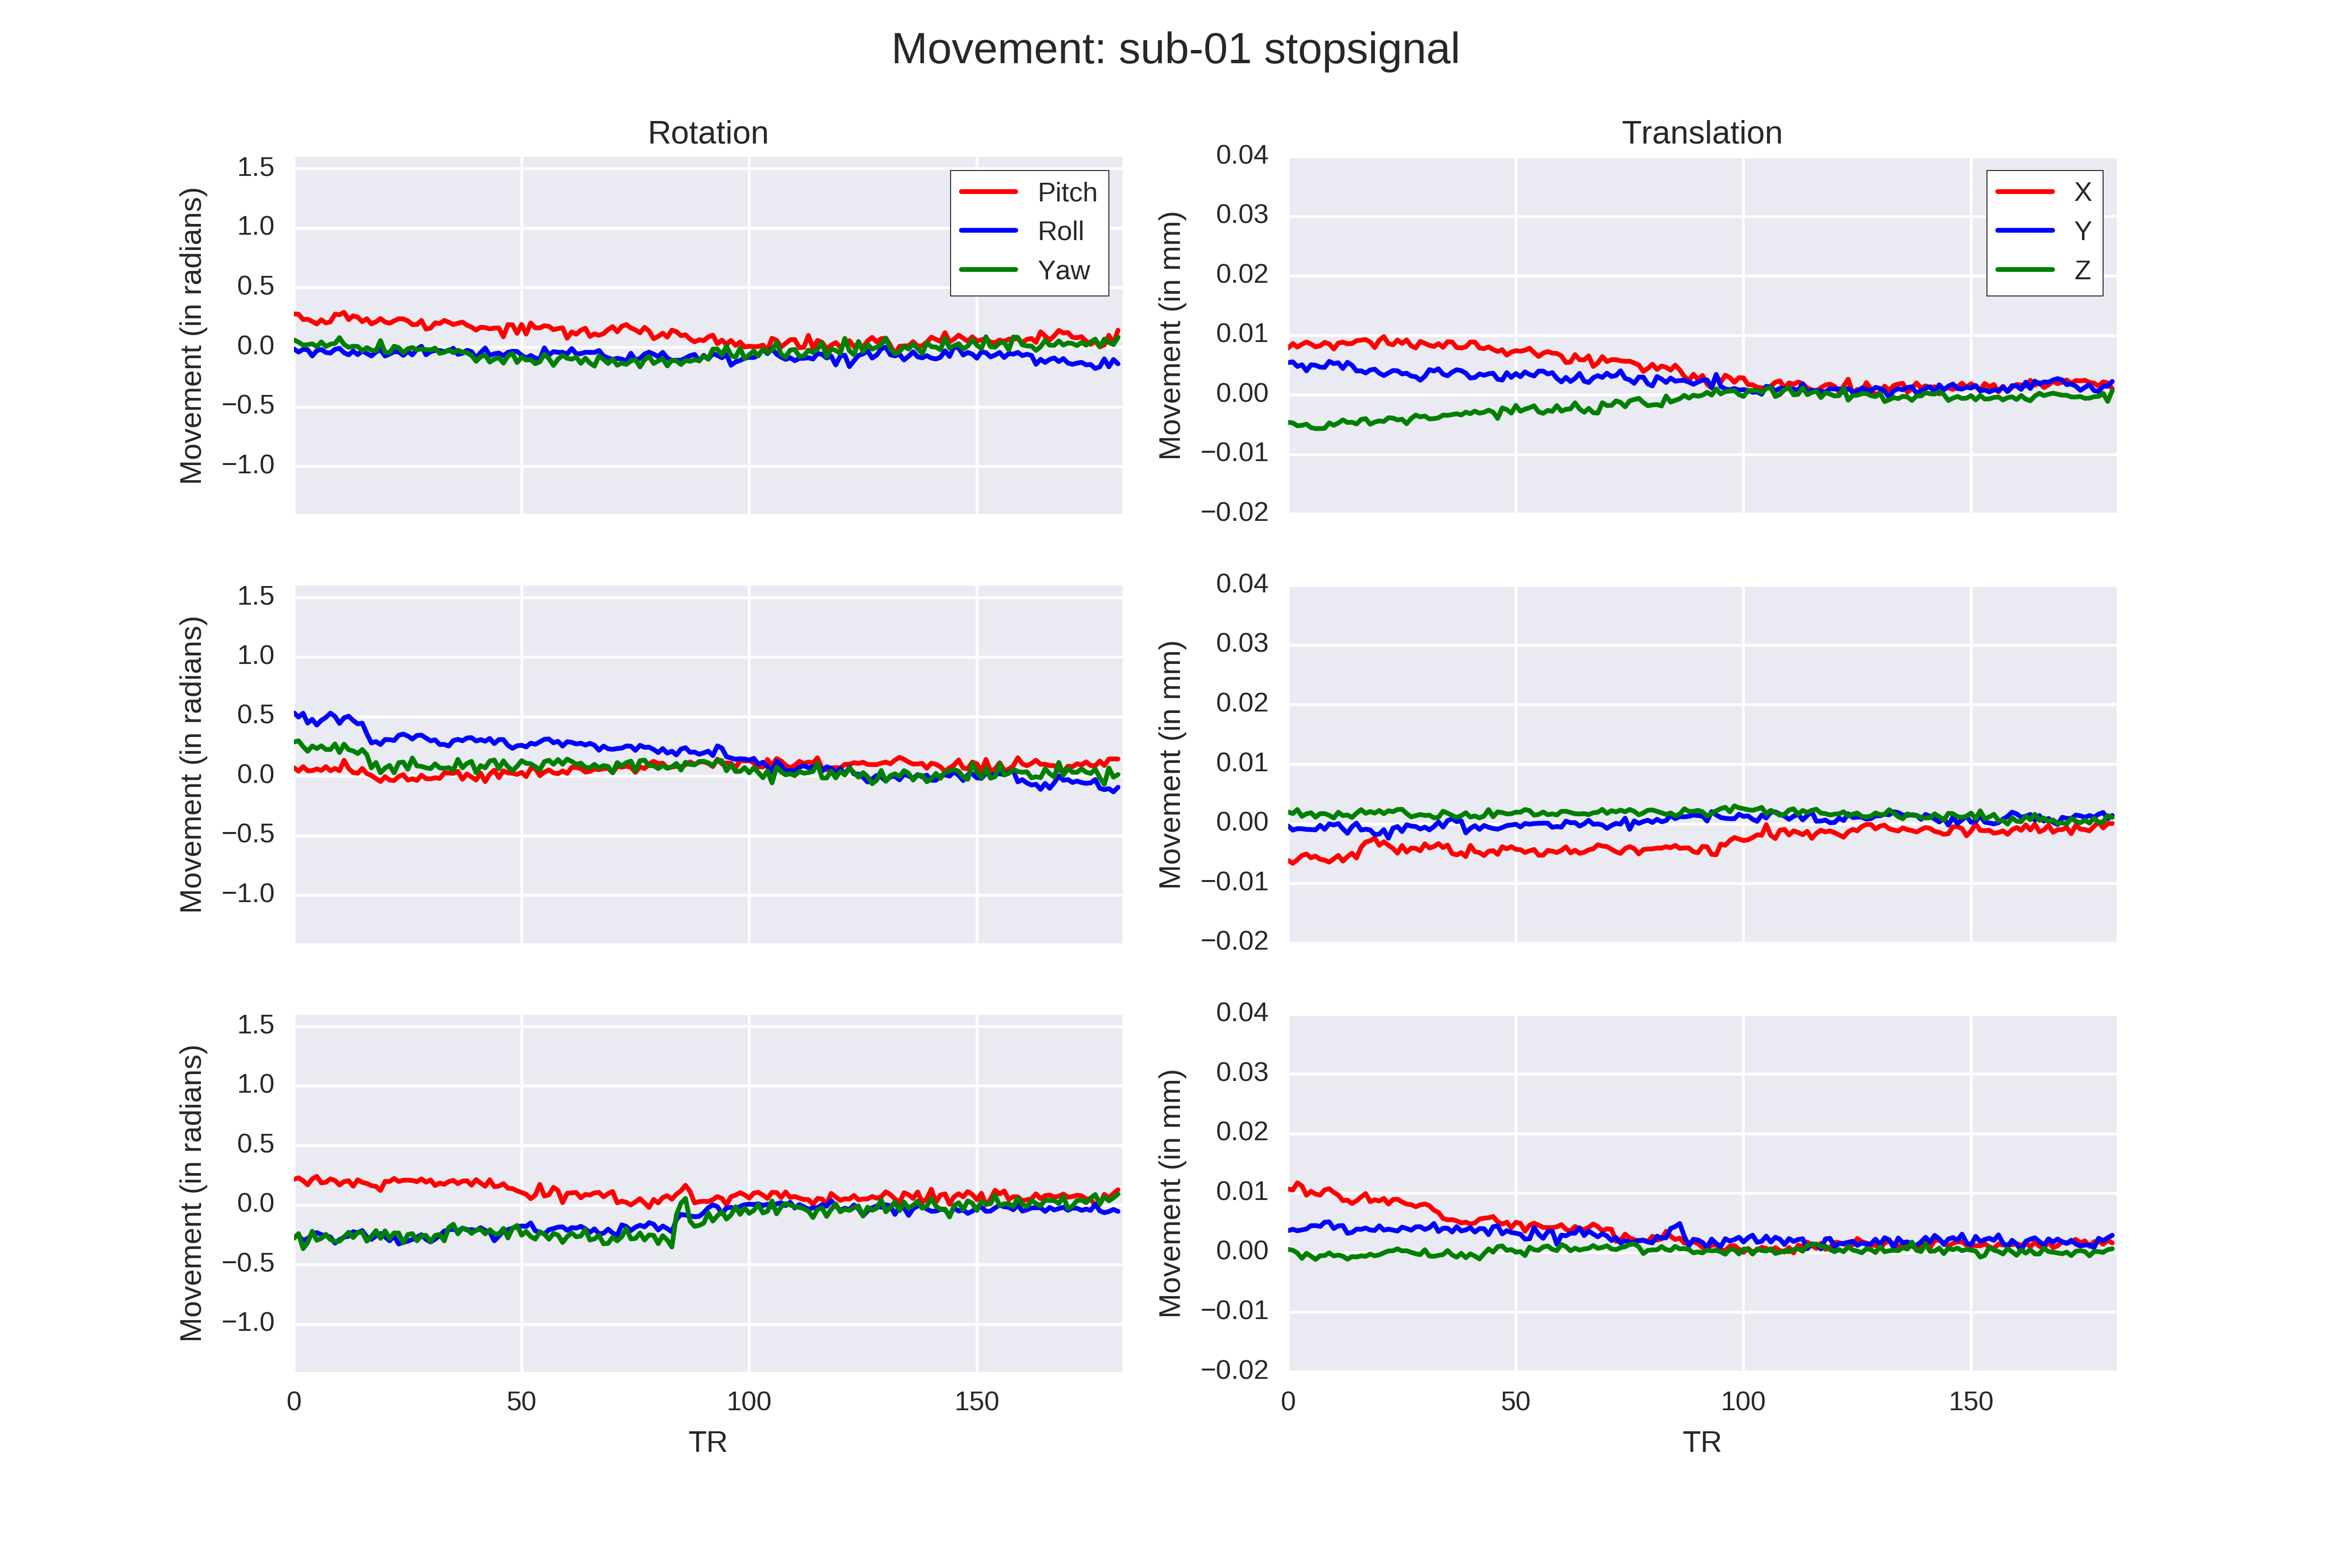 Movement: sub-01 stopsignal
Rotation
Translation
Movement (in radians)
1.5
1.0
0.5
0.0
−0.5
−1.0
Pitch
Roll
Yaw
Movement (in mm)
0.04
0.03
0.02
0.01
0.00
−0.01
−0.02
X
Y
Z
Movement (in radians)
1.5
1.0
0.5
0.0
−0.5
−1.0
Movement (in mm)
0.04
0.03
0.02
0.01
0.00
−0.01
−0.02
Movement (in radians)
1.5
1.0
0.5
0.0
−0.5
−1.0
0 50 100 150
TR
Movement (in mm)
0.04
0.03
0.02
0.01
0.00
−0.01
−0.02
0 50 100 150
TR